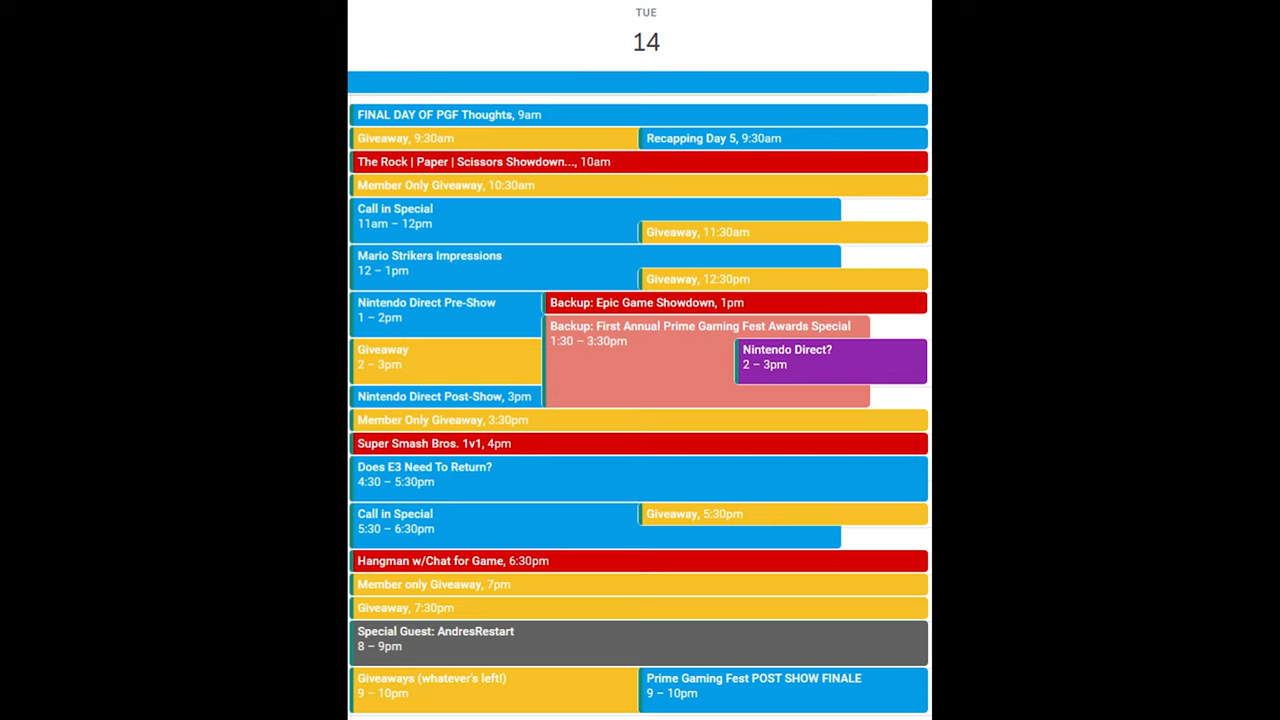 TUE
14
FINAL DAY OF PGF Thoughts, 9am
Giveaway, 9:30am
Recapping Day 5, 9:30am
The Rock | Paper | Scissors Showdown..., 10am
Member Only Giveaway, 10:30am
Call in Special
11am – 12pm
Giveaway, 11:30am
Mario Strikers Impressions
12 – 1pm
Giveaway, 12:30pm
Nintendo Direct Pre-Show
1 – 2pm
Backup: Epic Game Showdown, 1pm
Backup: First Annual Prime Gaming Fest Awards Special
1:30 – 3:30pm
Giveaway
2 – 3pm
Nintendo Direct?
2 – 3pm
Nintendo Direct Post-Show, 3pm
Member Only Giveaway, 3:30pm
Super Smash Bros. 1v1, 4pm
Does E3 Need To Return?
4:30 – 5:30pm
Call in Special
5:30 – 6:30pm
Giveaway, 5:30pm
Hangman w/Chat for Game, 6:30pm
Member only Giveaway, 7pm
Giveaway, 7:30pm
Special Guest: AndresRestart
8 – 9pm
Giveaways (whatever's left!)
9 – 10pm
Prime Gaming Fest POST SHOW FINALE
9 – 10pm